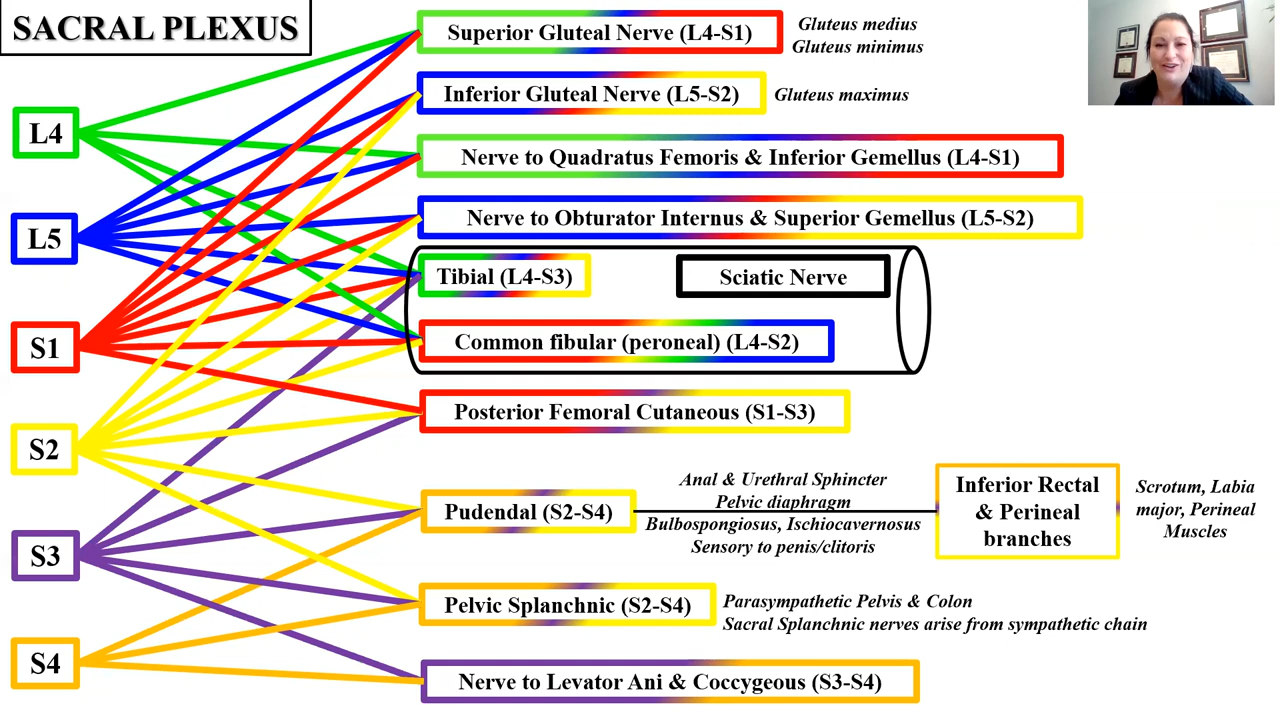 SACRAL PLEXUS
L4
L5
S1
S2
S3
S4
Superior Gluteal Nerve (L4-S1)
Gluteus medius
Gluteus minimus
Inferior Gluteal Nerve (L5-S2)
Gluteus maximus
Nerve to Quadratus Femoris & Inferior Gemellus (L4-S1)
Nerve to Obturator Internus & Superior Gemellus (L5-S2)
Tibial (L4-S3)
Sciatic Nerve
Common fibular (peroneal) (L4-S2)
Posterior Femoral Cutaneous (S1-S3)
Pudendal (S2-S4)
Anal & Urethral Sphincter
Pelvic diaphragm
Bulbospongiosus, Ischiocavernosus
Sensory to penis/clitoris
Inferior Rectal
& Perineal
branches
Scrotum, Labia
major, Perineal
Muscles
Pelvic Splanchnic (S2-S4)
Parasympathetic Pelvis & Colon
Sacral Splanchnic nerves arise from sympathetic chain
Nerve to Levator Ani & Coccygeous (S3-S4)